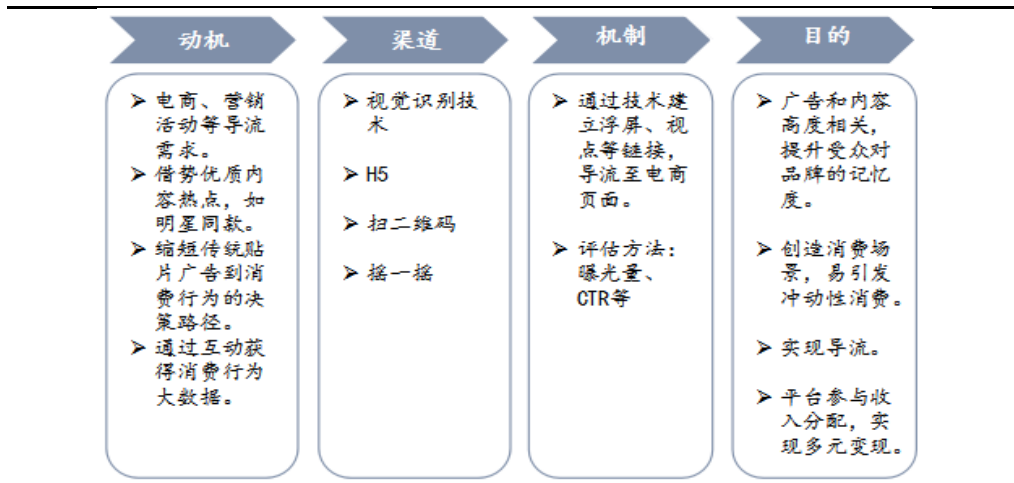 动机
电商、营销
活动等导流
需求。
借势优质内
容热点，如
明星同款。
缩短传统贴
片广告到消
费行为的决
策路径。
通过互动获
得消费行为
大数据。
渠道
视觉识别技
术
H5
扫二维码
摇一摇
机制
通过技术建
立浮屏、视
点等链接，
导流至电商
页面。
评估方法：
曝光量、
CTR等
目的
广告和内容
高度相关，
提升受众对
品牌的记忆
度。
创造消费场
景，易引发
冲动性消费。
实现导流。
平台参与收
入分配，实
现多元变现。